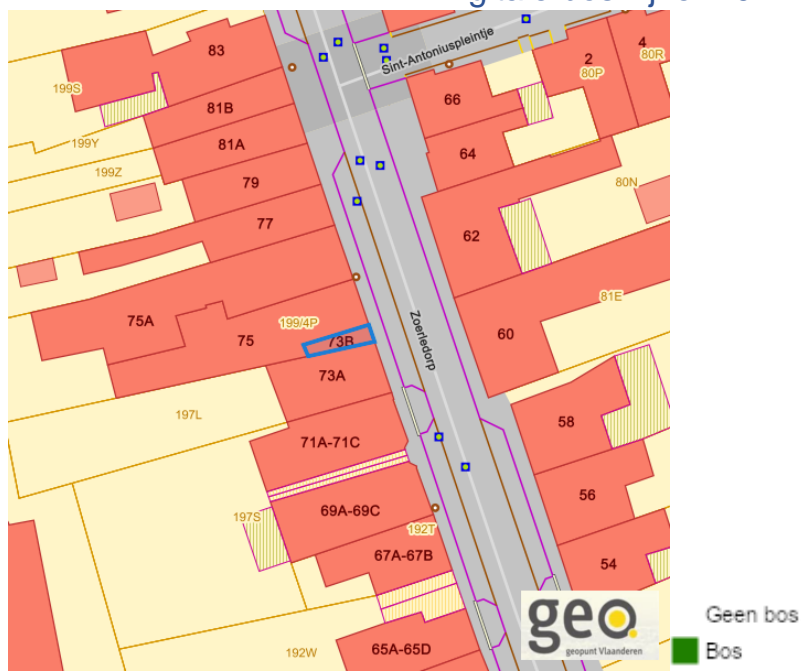 83
Sint-Antoniuspleintje
2
4
80P
80R
199S
81B
66
199Y
81A
64
199Z
79
80N
77
62
81E
75A
199/4P
75
73B
Zoerledorp
60
73A
197L
71A-71C
58
69A-69C
56
197S
192T
67A-67B
54
192W
65A-65D
geo.
geopunt Vlaanderen
Geen bos
Bos